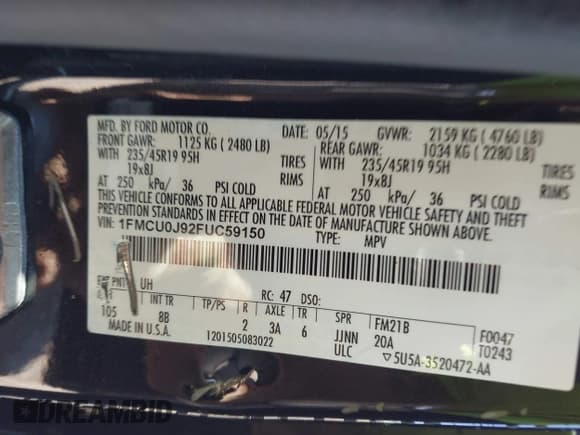 MFD. BY FORD MOTOR CO. DATE: 05/15 GVWR: 2159 KG ( 4760 LB)
FRONT GAWR: 1125 KG ( 2480 LB) REAR GAWR: 1034 KG ( 2280 LB)
WITH 235/45R19 95H TIRES WITH 235/45R19 95H TIRES
19x8J RIMS 19x8J RIMS
AT 250 kPa/ 36 PSI COLD AT 250 kPa/ 36 PSI COLD
THIS VEHICLE CONFORMS TO ALL APPLICABLE FEDERAL MOTOR VEHICLE SAFETY AND THEFT
PREVENTION STANDARDS IN EFFECT ON THE DATE OF MANUFACTURE SHOWN ABOVE.
VIN: 1FMCU0J92FUC59150 TYPE: MPV
EXT PNT: UH RC: 47 DSO:
INT TR TP/PS R AXLE TR SPR FM21B F0047
105 8B 2 3A 6 JJNN 20A T0243
MADE IN U.S.A. 1201505083022 ULC ▽5U5A-3520472-AA
DREAMBID